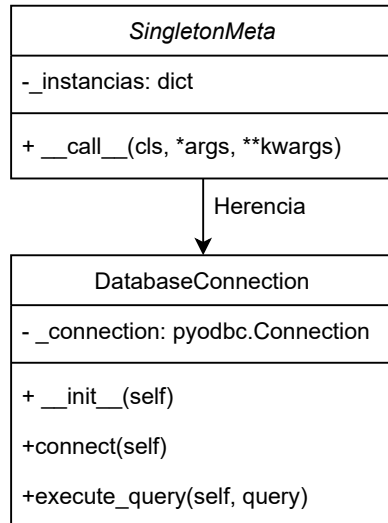 SingletonMeta
-_instancias: dict
+ __call__(cls, *args, **kwargs)
Herencia
DatabaseConnection
- _connection: pyodbc.Connection
+ __init__(self)
+connect(self)
+execute_query(self, query)